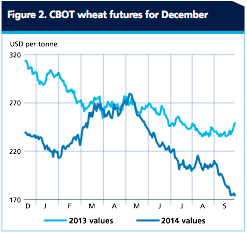 Figure 2. CBOT wheat futures for December
USD per tonne
320
270
220
170
D J F M A M J J A S
2013 values 2014 values